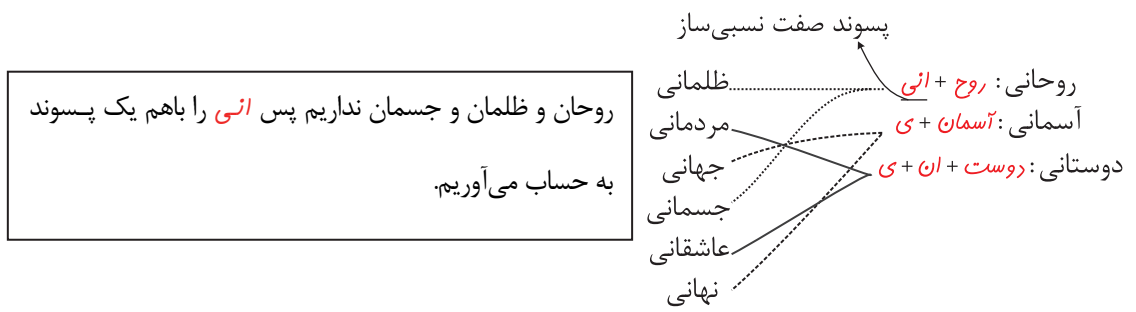 پسوند صفت نسبی‌ساز
روحانی: روح + انی
آسمانی: آسمان + ی
دوستانی: دوست + ان + ی
ظلمانی
مردمانی
جهانی
جسمانی
عاشقانی
نهانی
روحان و ظلمان و جسمان نداریم پس انی را باهم یک پسوند
به حساب می‌آوریم.